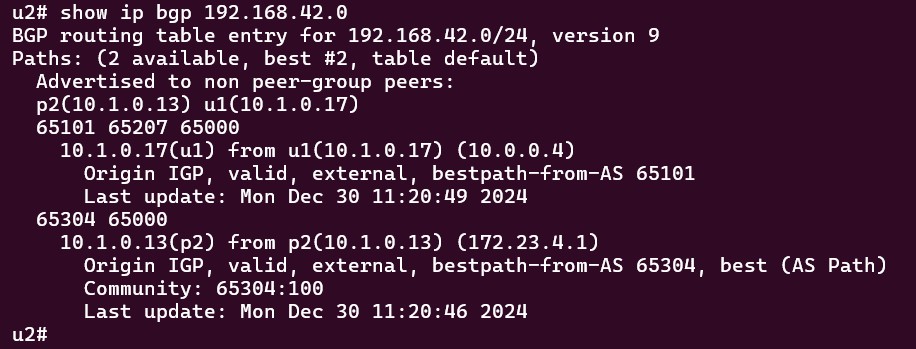 u2# show ip bgp 192.168.42.0
BGP routing table entry for 192.168.42.0/24, version 9
Paths: (2 available, best #2, table default)
  Advertised to non peer-group peers:
  p2(10.1.0.13) u1(10.1.0.17)
  65101 65207 65000
    10.1.0.17(u1) from u1(10.1.0.17) (10.0.0.4)
      Origin IGP, valid, external, bestpath-from-AS 65101
      Last update: Mon Dec 30 11:20:49 2024
  65304 65000
    10.1.0.13(p2) from p2(10.1.0.13) (172.23.4.1)
      Origin IGP, valid, external, bestpath-from-AS 65304, best (AS Path)
      Community: 65304:100
      Last update: Mon Dec 30 11:20:46 2024
u2#